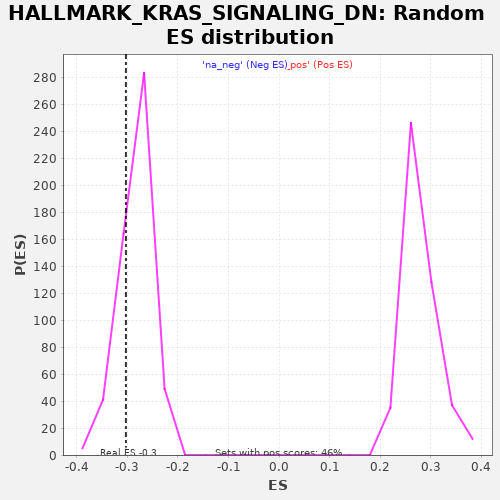 HALLMARK_KRAS_SIGNALING_DN: Random
ES distribution
'na_neg' (Neg ES) pos' (Pos ES)
280
260
240
220
200
180
160
140
120
100
80
60
40
20
0
P(ES)
Real ES -0.3
Sets with pos scores: 46%
-0.4 -0.3 -0.2 -0.1 0.0 0.1 0.2 0.3 0.4
ES